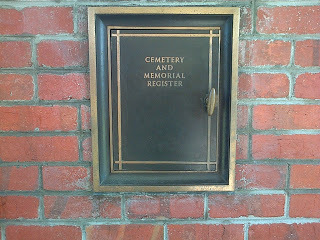 CEMETERY
AND
MEMORIAL
REGISTER